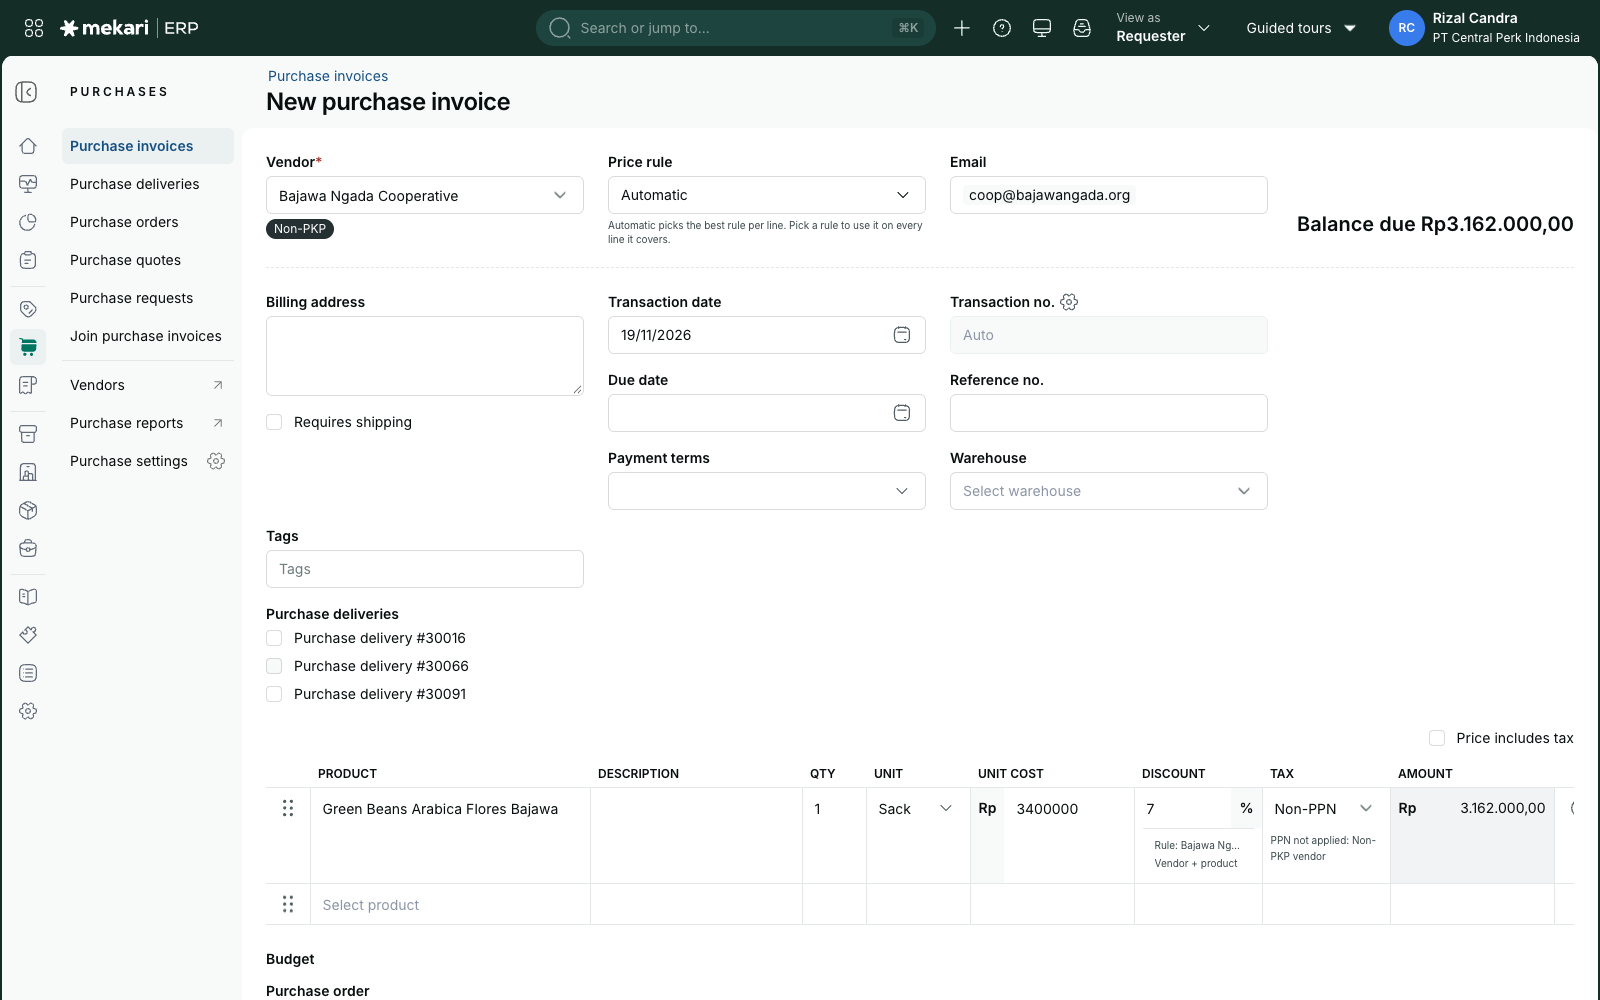 mekari ERP
Search or jump to... ⌘K
View as
Requester
Guided tours
RC
Rizal Candra
PT Central Perk Indonesia
PURCHASES
Purchase invoices
Purchase deliveries
Purchase orders
Purchase quotes
Purchase requests
Join purchase invoices
Vendors
Purchase reports
Purchase settings
Purchase invoices
New purchase invoice
Vendor*
Bajawa Ngada Cooperative
Non-PKP
Price rule
Automatic
Automatic picks the best rule per line. Pick a rule to use it on every
line it covers.
Email
coop@bajawangada.org
Balance due Rp3.162.000,00
Billing address
Requires shipping
Transaction date
19/11/2026
Transaction no.
Auto
Due date
Reference no.
Payment terms
Warehouse
Select warehouse
Tags
Tags
Purchase deliveries
Purchase delivery #30016
Purchase delivery #30066
Purchase delivery #30091
Price includes tax
PRODUCT DESCRIPTION QTY UNIT UNIT COST DISCOUNT TAX AMOUNT
Green Beans Arabica Flores Bajawa 1 Sack Rp 3400000 7 % Non-PPN Rp 3.162.000,00
Rule: Bajawa Ng...
Vendor + product
PPN not applied: Non-
PKP vendor
Select product
Budget
Purchase order